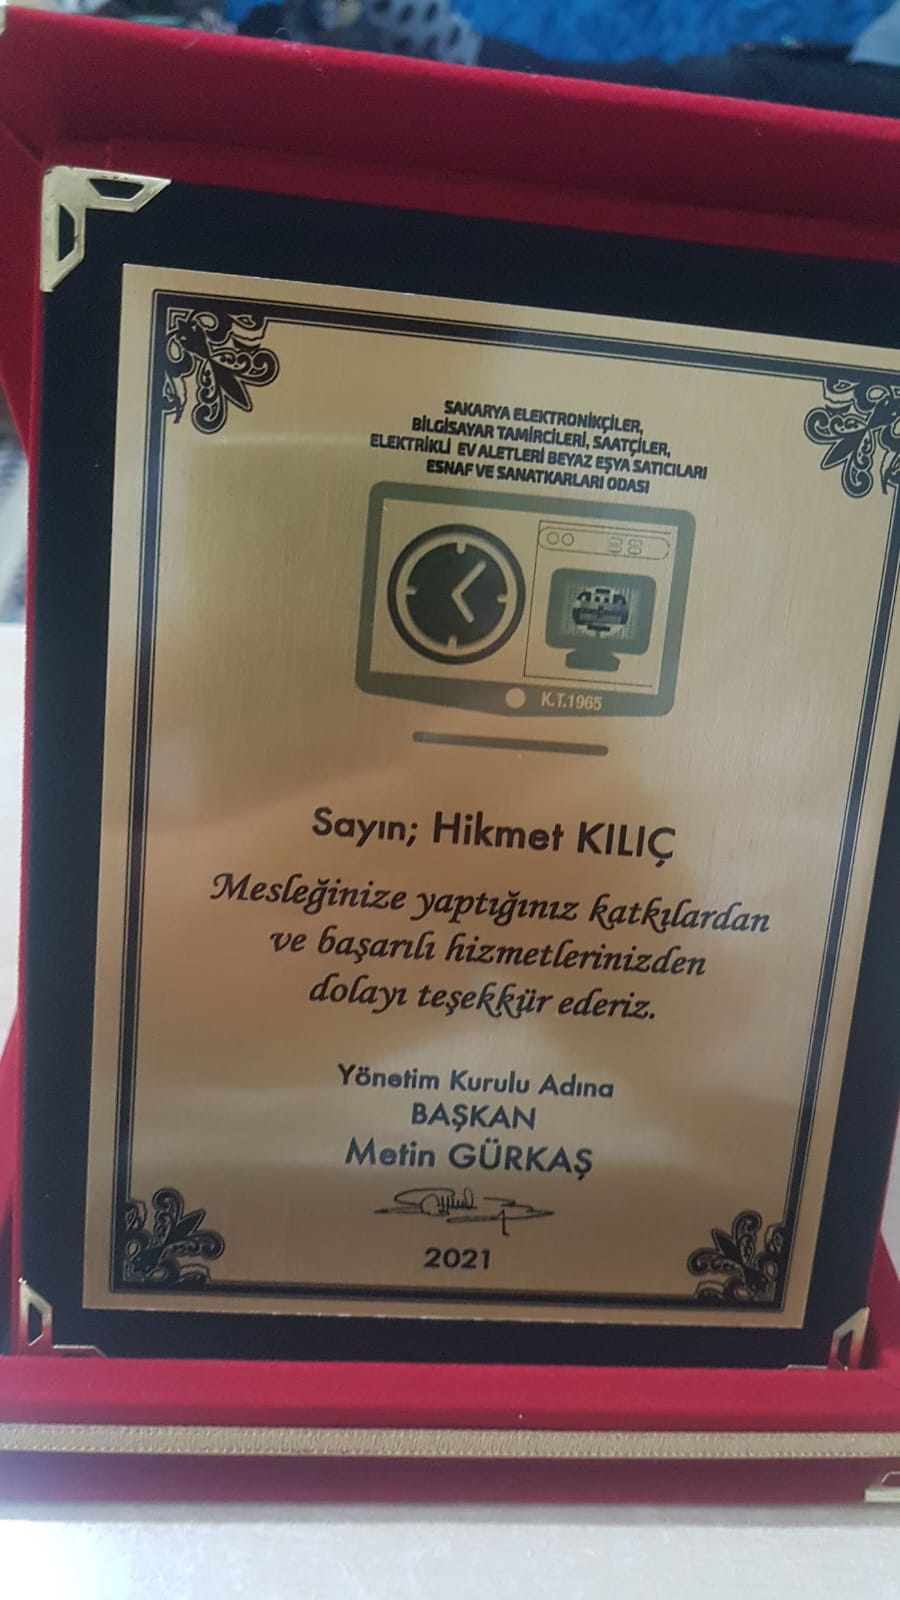 SAKARYA ELEKTRONİKÇİLER,
BİLGİSAYAR TAMİRCİLERİ, SAATÇİLER,
ELEKTRİKLİ EV ALETLERİ BEYAZ EŞYA SATICILARI
ESNAF VE SANATKARLARI ODASI
K.T.1965
Sayın; Hikmet KILIÇ
Mesleğinize yaptığınız katkılardan
ve başarılı hizmetlerinizden
dolayı teşekkür ederiz.
Yönetim Kurulu Adına
BAŞKAN
Metin GÜRKAŞ
2021